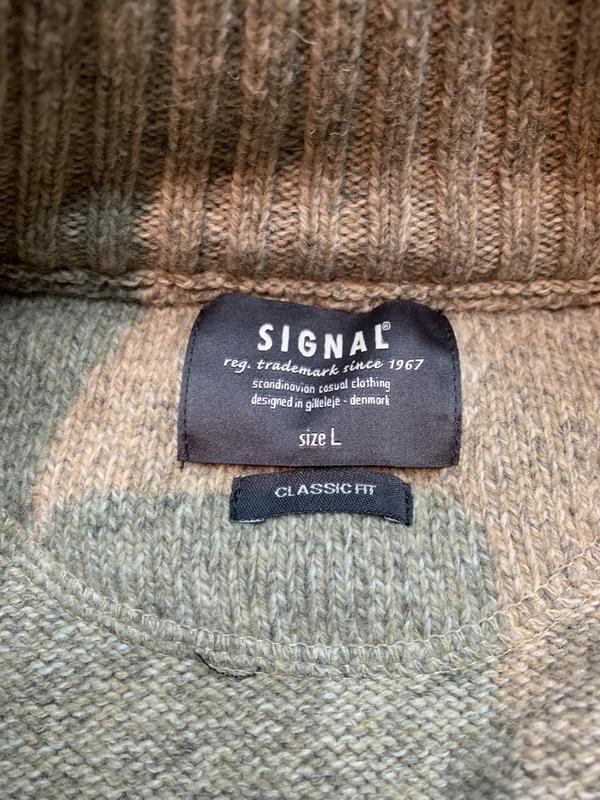 SIGNAL®
reg. trademark since 1967
scandinavian casual clothing
designed in gilleleje - denmark
size L
CLASSIC FIT